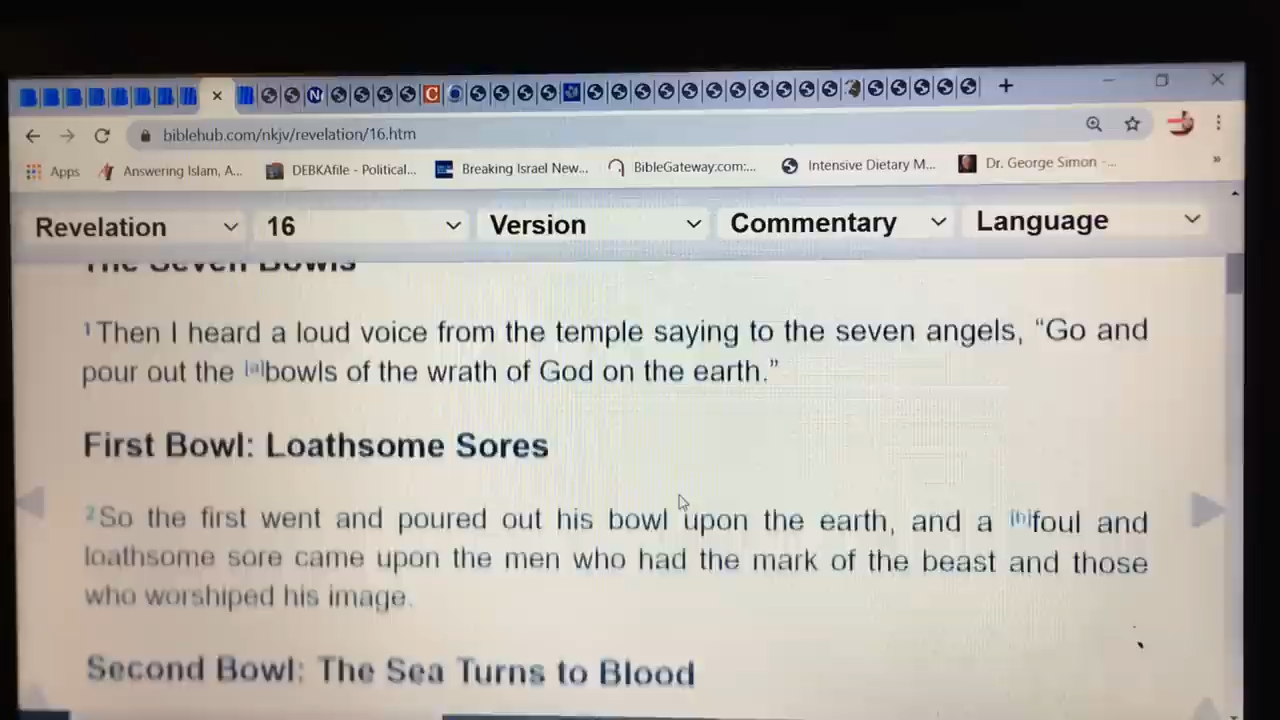 biblehub.com/nkjv/revelation/16.htm
Apps Answering Islam, A... DEBKAfile - Political... Breaking Israel New... BibleGateway.com:... Intensive Dietary M... Dr. George Simon -... »
Revelation 16 Version Commentary Language
The Seven Bowls
1 Then I heard a loud voice from the temple saying to the seven angels, “Go and
pour out the [a]bowls of the wrath of God on the earth.”
First Bowl: Loathsome Sores
2 So the first went and poured out his bowl upon the earth, and a [b]foul and
loathsome sore came upon the men who had the mark of the beast and those
who worshiped his image.
Second Bowl: The Sea Turns to Blood